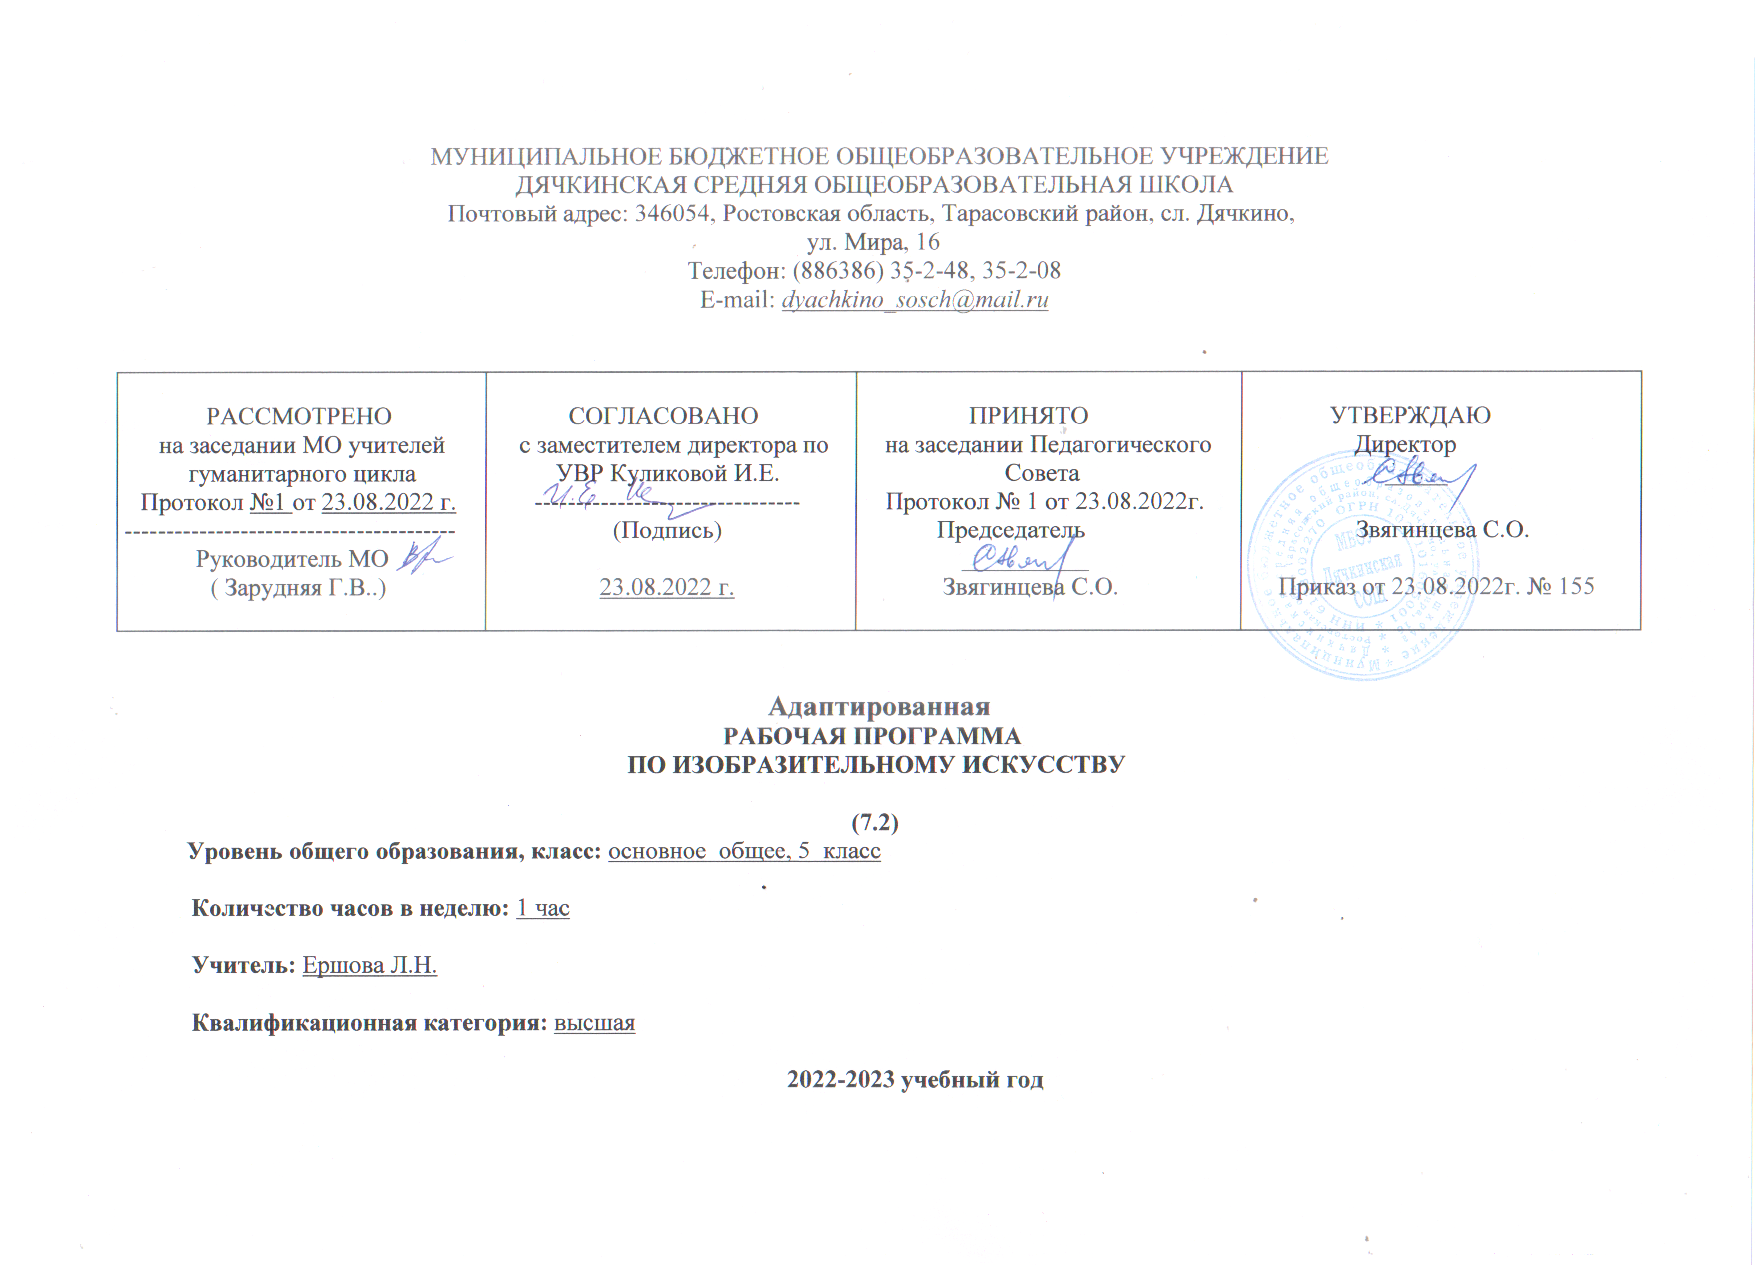 МУНИЦИПАЛЬНОЕ БЮДЖЕТНОЕ ОБЩЕОБРАЗОВАТЕЛЬНОЕ УЧРЕЖДЕНИЕ
ДЯЧКИНСКАЯ СРЕДНЯЯ ОБЩЕОБРАЗОВАТЕЛЬНАЯ ШКОЛА
Почтовый адрес: 346054, Ростовская область, Тарасовский район, сл. Дячкино,
ул. Мира, 16
Телефон: (886386) 35-2-48, 35-2-08
E-mail: dyachkino_sosch@mail.ru
РАССМОТРЕНО
на заседании МО учителей
гуманитарного цикла
Протокол №1 от 23.08.2022 г.
Руководитель МО
( Зарудняя Г.В..)
СОГЛАСОВАНО
с заместителем директора по
УВР Куликовой И.Е.
(Подпись)
23.08.2022 г.
ПРИНЯТО
на заседании Педагогического
Совета
Протокол № 1 от 23.08.2022г.
Председатель
Звягинцева С.О.
УТВЕРЖДАЮ
Директор
Звягинцева С.О.
Приказ от 23.08.2022г. № 155
МБОУ
Дячкинская
СОШ
Адаптированная
РАБОЧАЯ ПРОГРАММА
ПО ИЗОБРАЗИТЕЛЬНОМУ ИСКУССТВУ
(7.2)
Уровень общего образования, класс: основное общее, 5 класс
Количество часов в неделю: 1 час
Учитель: Ершова Л.Н.
Квалификационная категория: высшая
2022-2023 учебный год